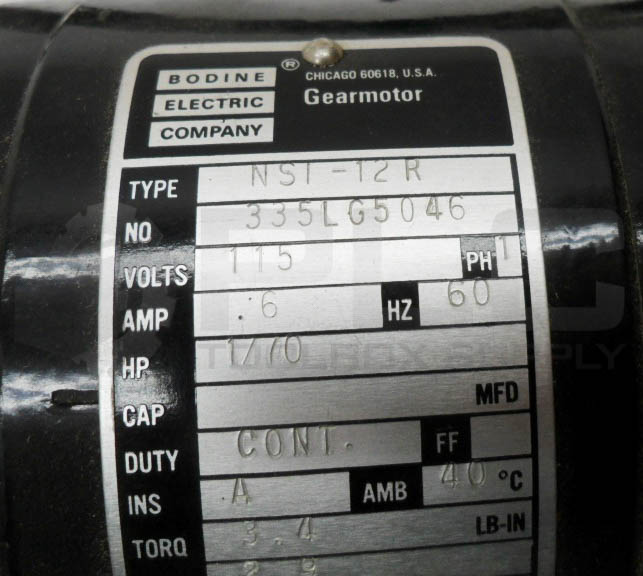 BODINE
ELECTRIC
COMPANY
®
CHICAGO 60618, U.S.A.
Gearmotor
TYPE NSI-12R
NO 335LG5046
VOLTS 115 PH 1
AMP .6 HZ 60
HP 1/70
CAP MFD
DUTY CONT. FF
INS A AMB 40 °C
TORQ 3.4 LB-IN